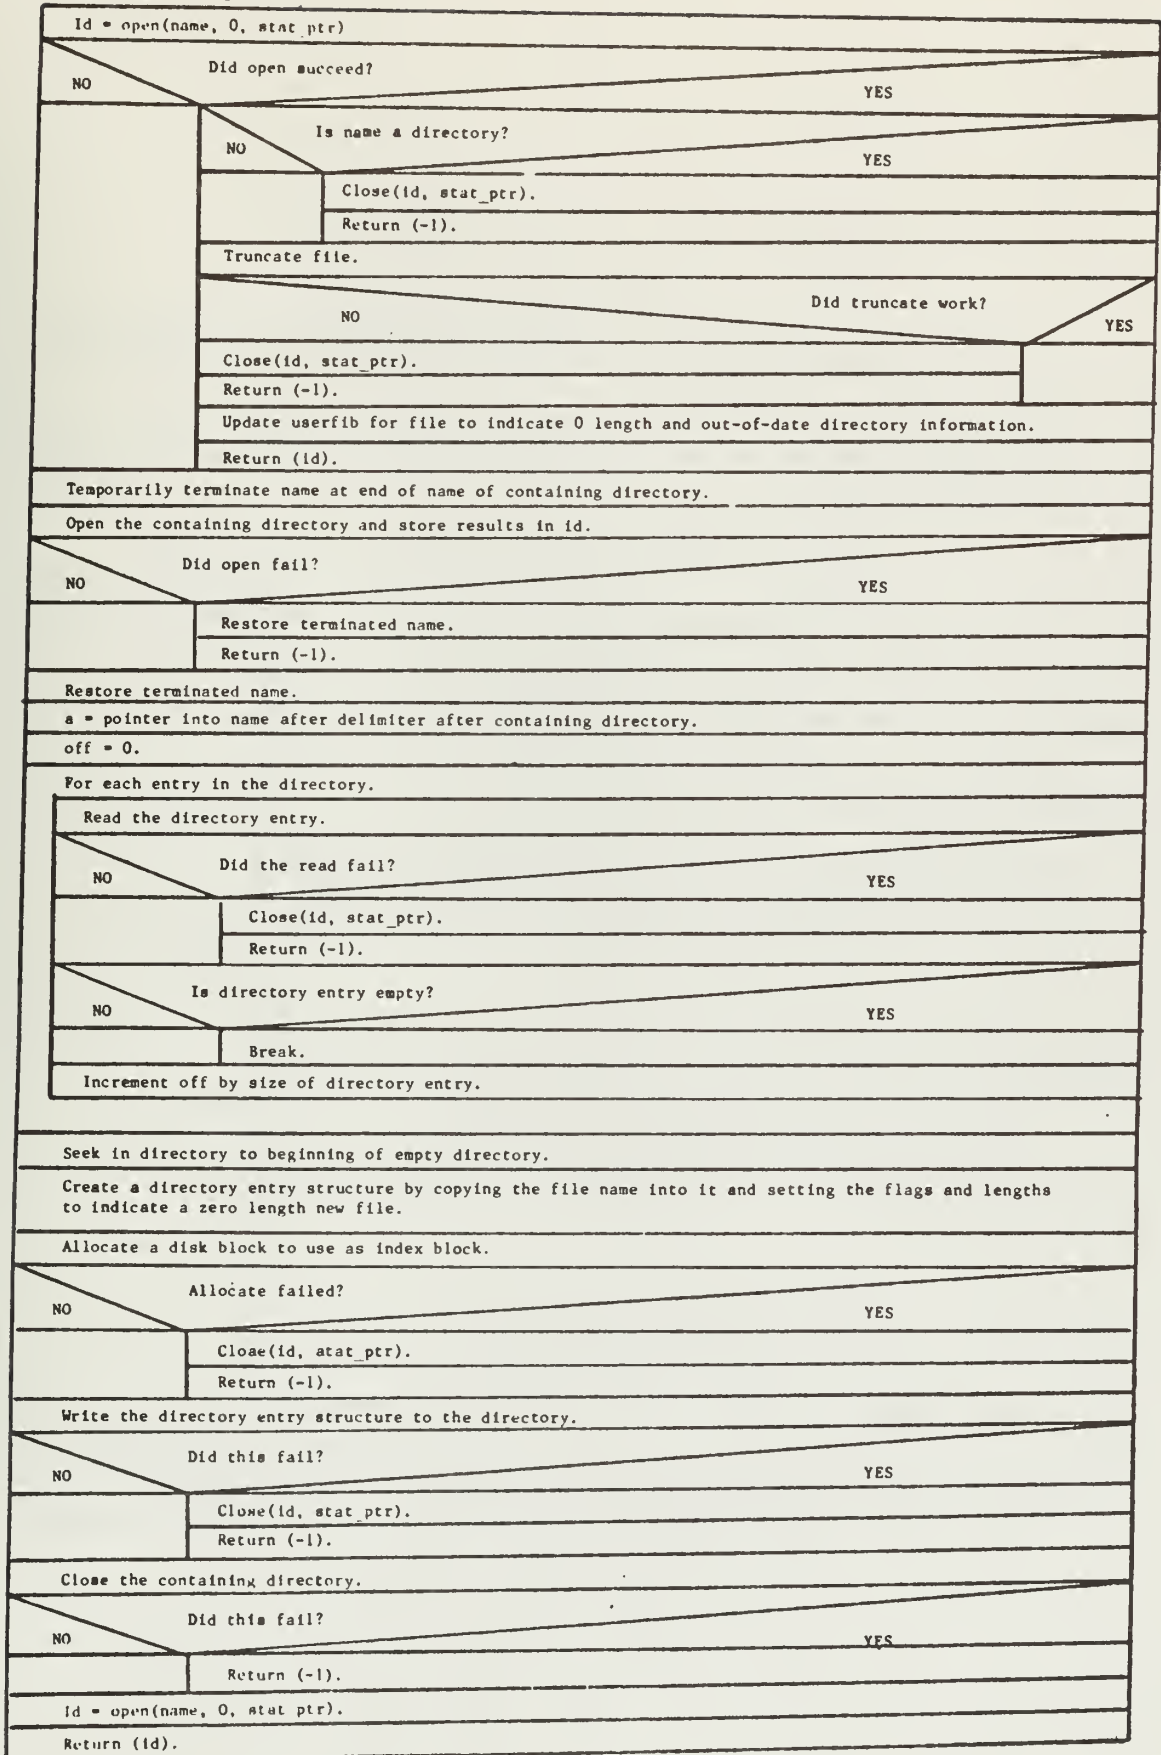 Id = open(name, 0, stat_ptr)
Did open succeed?
NO
YES
Is name a directory?
NO
YES
Close(id, stat_ptr).
Return (-1).
Truncate file.
Did truncate work?
NO
YES
Close(id, stat_ptr).
Return (-1).
Update userfib for file to indicate 0 length and out-of-date directory information.
Return (id).
Temporarily terminate name at end of name of containing directory.
Open the containing directory and store results in id.
Did open fail?
NO
YES
Restore terminated name.
Return (-1).
Restore terminated name.
a = pointer into name after delimiter after containing directory.
off = 0.
For each entry in the directory.
Read the directory entry.
Did the read fail?
NO
YES
Close(id, stat_ptr).
Return (-1).
Is directory entry empty?
NO
YES
Break.
Increment off by size of directory entry.
Seek in directory to beginning of empty directory.
Create a directory entry structure by copying the file name into it and setting the flags and lengths
to indicate a zero length new file.
Allocate a disk block to use as index block.
Allocate failed?
NO
YES
Close(id, stat_ptr).
Return (-1).
Write the directory entry structure to the directory.
Did this fail?
NO
YES
Close(id, stat_ptr).
Return (-1).
Close the containing directory.
Did this fail?
NO
YES
Return (-1).
id = open(name, 0, stat ptr).
Return (id).